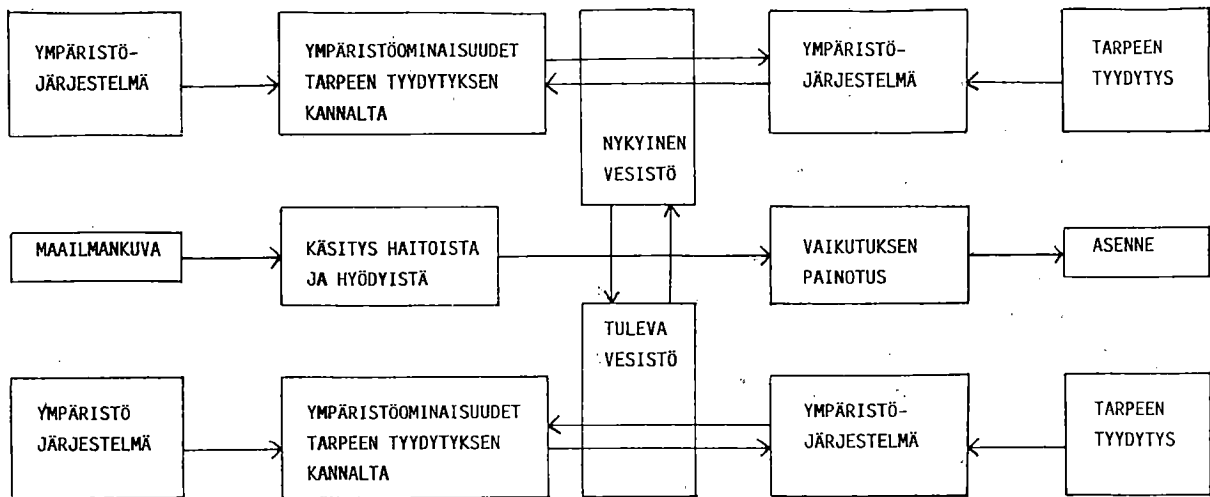 YMPÄRISTÖ-
JÄRJESTELMÄ
YMPÄRISTÖOMINAISUUDET
TARPEEN TYYDYTYKSEN
KANNALTA
YMPÄRISTÖ-
JÄRJESTELMÄ
TARPEEN
TYYDYTYS
NYKYINEN
VESISTÖ
MAAILMANKUVA
KÄSITYS HAITOISTA
JA HYÖDYISTÄ
VAIKUTUKSEN
PAINOTUS
ASENNE
TULEVA
VESISTÖ
YMPÄRISTÖ
JÄRJESTELMÄ
YMPÄRISTÖOMINAISUUDET
TARPEEN TYYDYTYKSEN
KANNALTA
YMPÄRISTÖ-
JÄRJESTELMÄ
TARPEEN
TYYDYTYS